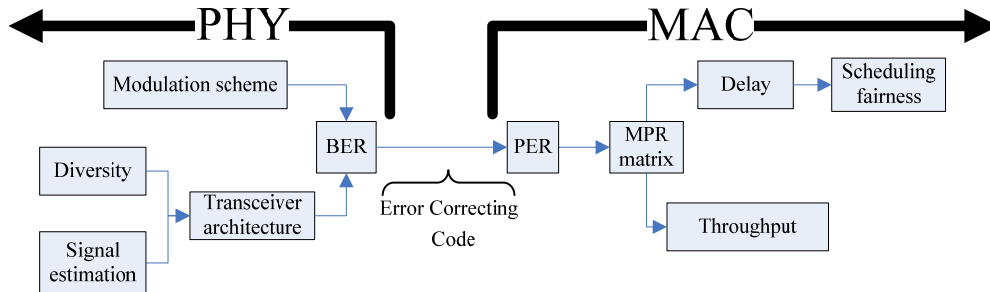 PHY
MAC
Modulation scheme
Delay
Scheduling
fairness
BER
PER
MPR
matrix
Diversity
Transceiver
architecture
Error Correcting
Code
Throughput
Signal
estimation